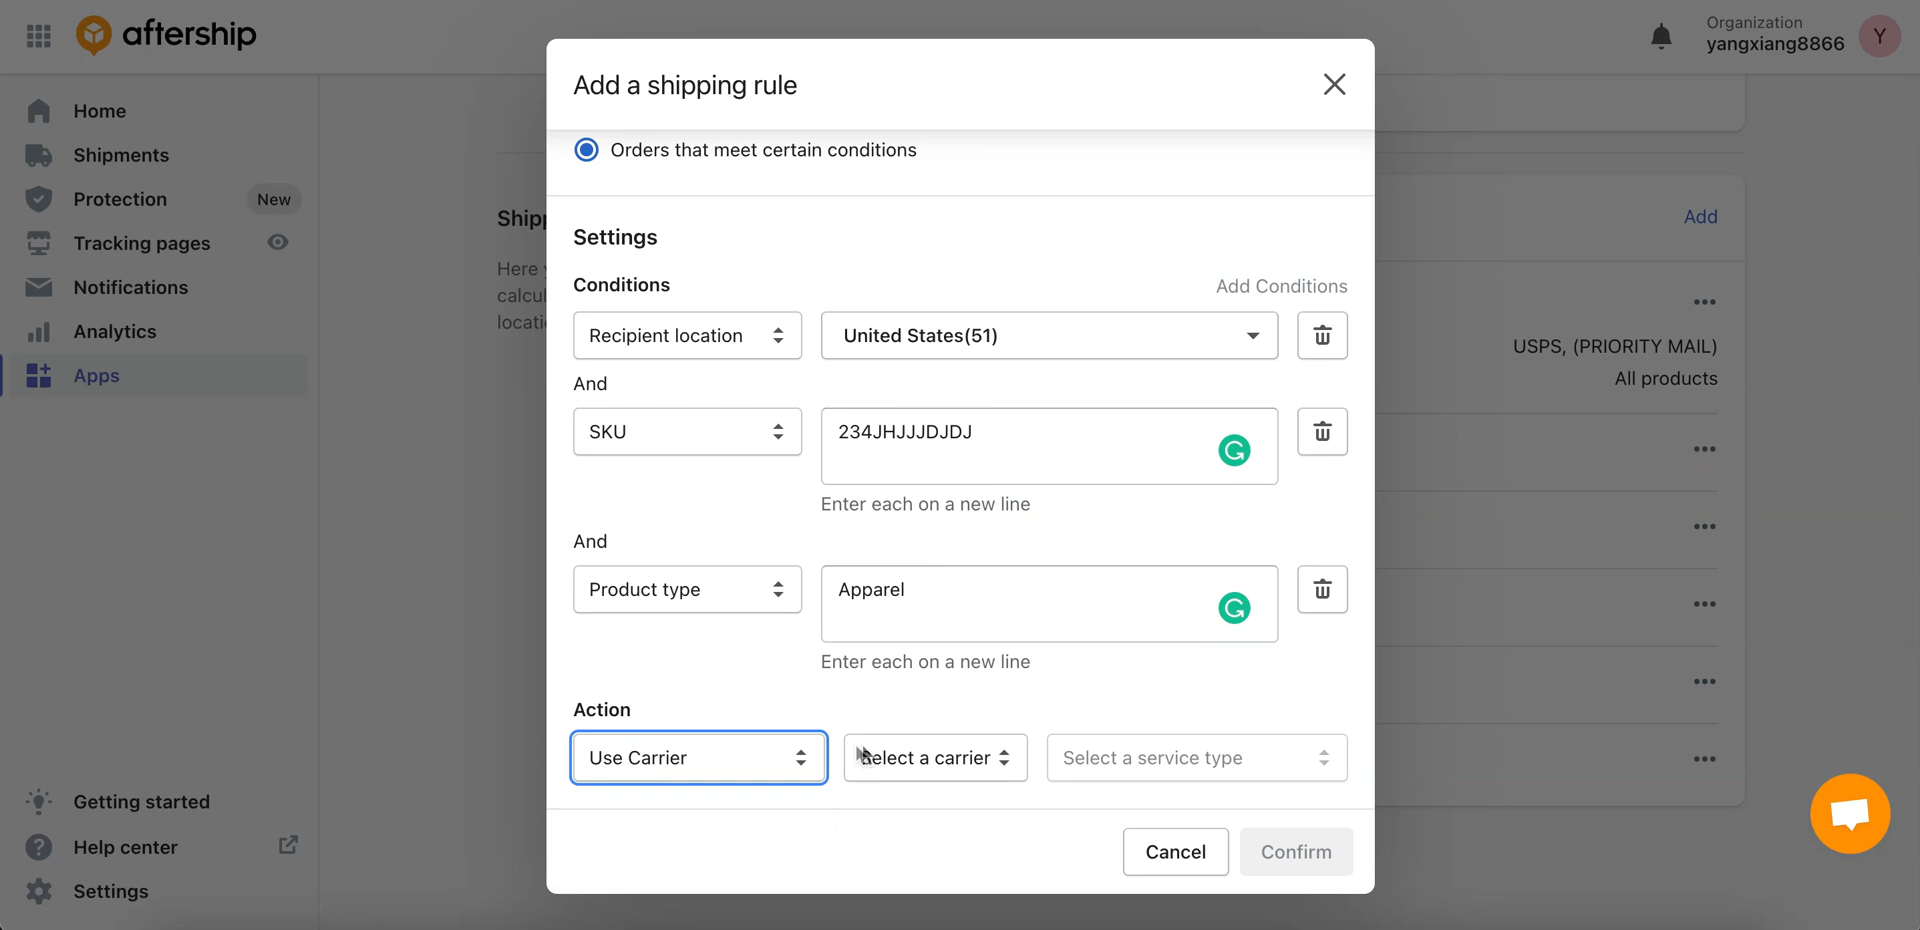 aftership
Organization
yangxiang8866
Y
Home
Shipments
Protection
New
Tracking pages
Notifications
Analytics
Apps
Getting started
Help center
Settings
Add a shipping rule
Orders that meet certain conditions
Settings
Conditions
Add Conditions
Recipient location
United States(51)
And
SKU
234JHJJJDJDJ
Enter each on a new line
And
Product type
Apparel
Enter each on a new line
Action
Use Carrier
Select a carrier
Select a service type
Cancel
Confirm
Add
USPS, (PRIORITY MAIL)
All products